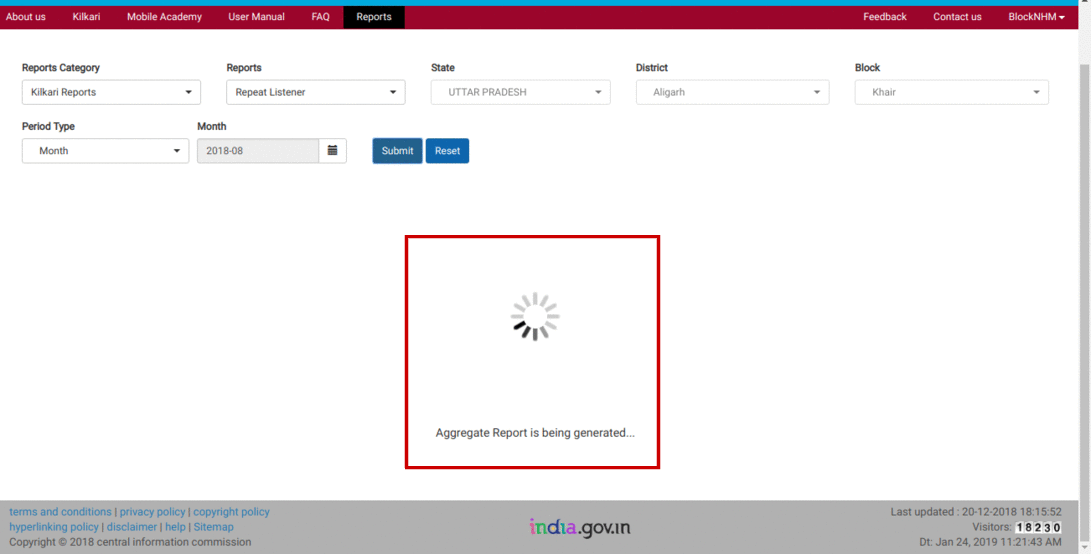 About us Kilkari Mobile Academy User Manual FAQ Reports Feedback Contact us BlockNHM
Reports Category Reports State District Block
Kilkari Reports Repeat Listener UTTAR PRADESH Aligarh Khair
Period Type Month
Month 2018-08 Submit Reset
Aggregate Report is being generated...
terms and conditions | privacy policy | copyright policy Last updated : 20-12-2018 18:15:52
hyperlinking policy | disclaimer | help | Sitemap india.gov.in Visitors: 18230
Copyright © 2018 central information commission Dt: Jan 24, 2019 11:21:43 AM